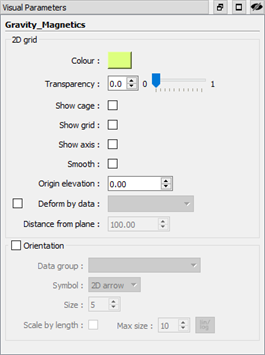 Visual Parameters
Gravity_Magnetics
2D grid
Colour :
Transparency : 0.0 0 1
Show cage :
Show grid :
Show axis :
Smooth :
Origin elevation : 0.00
Deform by data :
Distance from plane : 100.00
Orientation
Data group :
Symbol : 2D arrow
Size : 5
Scale by length : Max size : 10